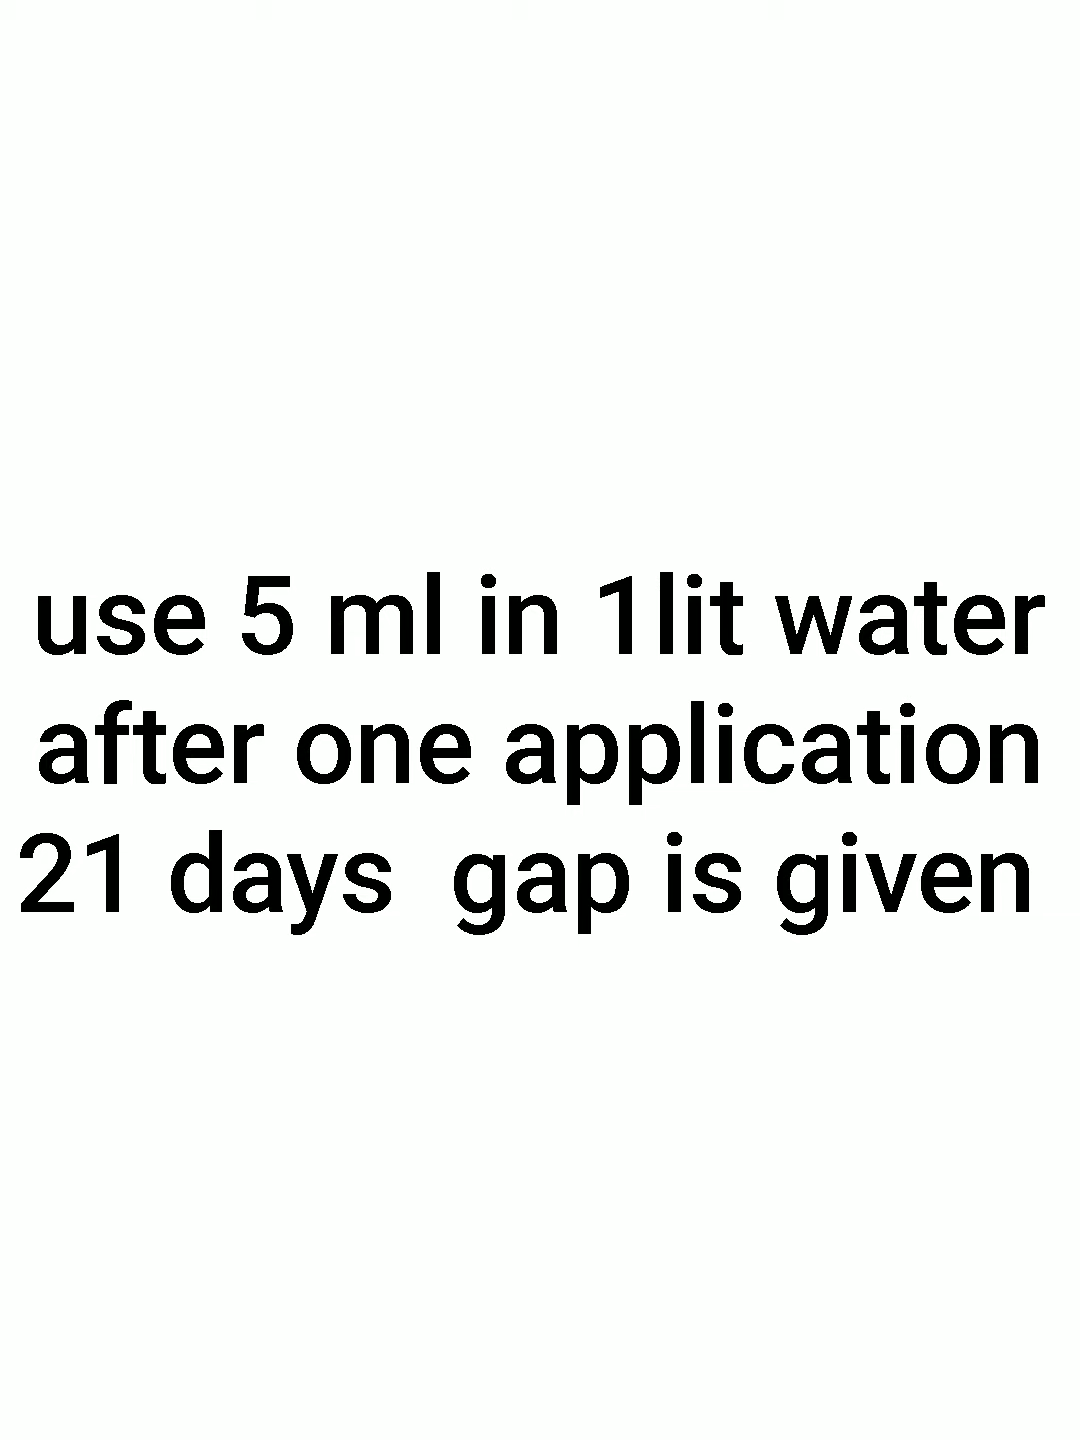 use 5 ml in 1lit water
after one application
21 days  gap is given